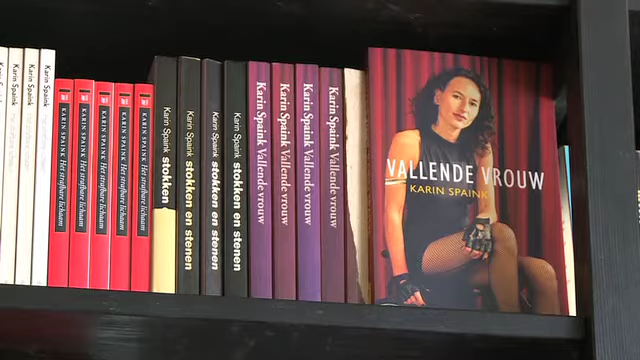 Karin Spaink
Karin Spaink
Karin Spaink
KARIN SPAINK Het strafbare lichaam
KARIN SPAINK Het strafbare lichaam
KARIN SPAINK Het strafbare lichaam
KARIN SPAINK Het strafbare lichaam
KARIN SPAINK Het strafbare lichaam
Karin Spaink stokken
Karin Spaink stokken en stenen
Karin Spaink stokken en stenen
Karin Spaink stokken en stenen
Karin Spaink Vallende vrouw
Karin Spaink Vallende vrouw
Karin Spaink Vallende vrouw
Karin Spaink Vallende vrouw
VALLENDE VROUW
KARIN SPAINK